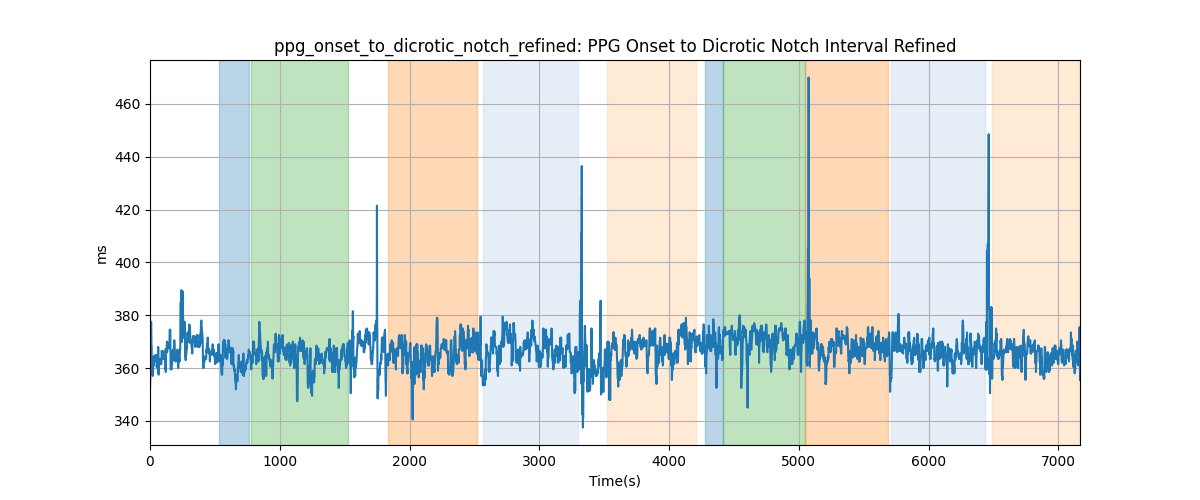 ppg_onset_to_dicrotic_notch_refined: PPG Onset to Dicrotic Notch Interval Refined
460
440
420
400
380
360
340
ms
0 1000 2000 3000 4000 5000 6000 7000
Time(s)